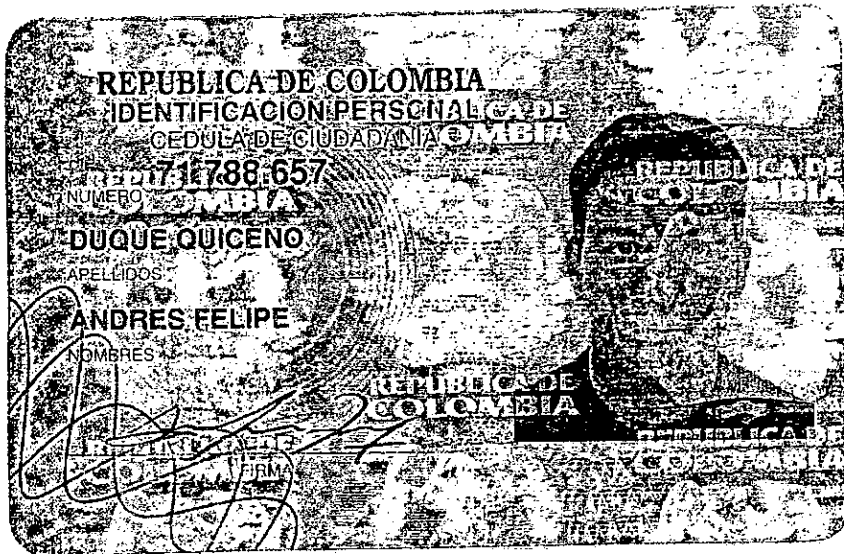 REPUBLICA DE COLOMBIA
IDENTIFICACION PERSONAL
CEDULA DE CIUDADANIA
NUMERO 71.788.657
DUQUE QUICENO
APELLIDOS
ANDRES FELIPE
NOMBRES
FIRMA
REPUBLICA DE
COLOMBIA
REPUBLICA DE
COLOMBIA